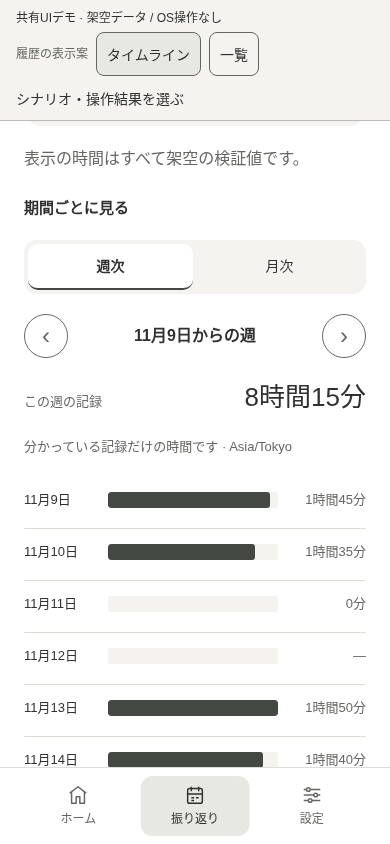 共有UIデモ · 架空データ / OS操作なし
履歴の表示案 タイムライン 一覧
シナリオ・操作結果を選ぶ
表示の時間はすべて架空の検証値です。
期間ごとに見る
週次 月次
‹ 11月9日からの週 ›
この週の記録 8時間15分
分かっている記録だけの時間です · Asia/Tokyo
11月9日 1時間45分
11月10日 1時間35分
11月11日 0分
11月12日 —
11月13日 1時間50分
11月14日 1時間40分
ホーム 振り返り 設定